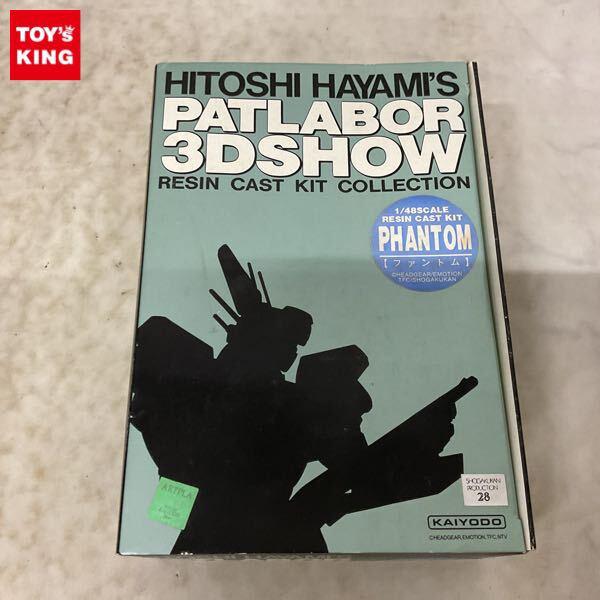 TOY's
KING
HITOSHI HAYAMI'S
PATLABOR
3DSHOW
RESIN CAST KIT COLLECTION
1/48SCALE
RESIN CAST KIT
PHANTOM
【ファントム】
©HEADGEAR/EMOTION
TFC/SHOGAKUKAN
ARTPLA
SHOGAKUKAN
PRODUCTION
28
KAIYODO
©HEADGEAR, EMOTION, TFC, NTV